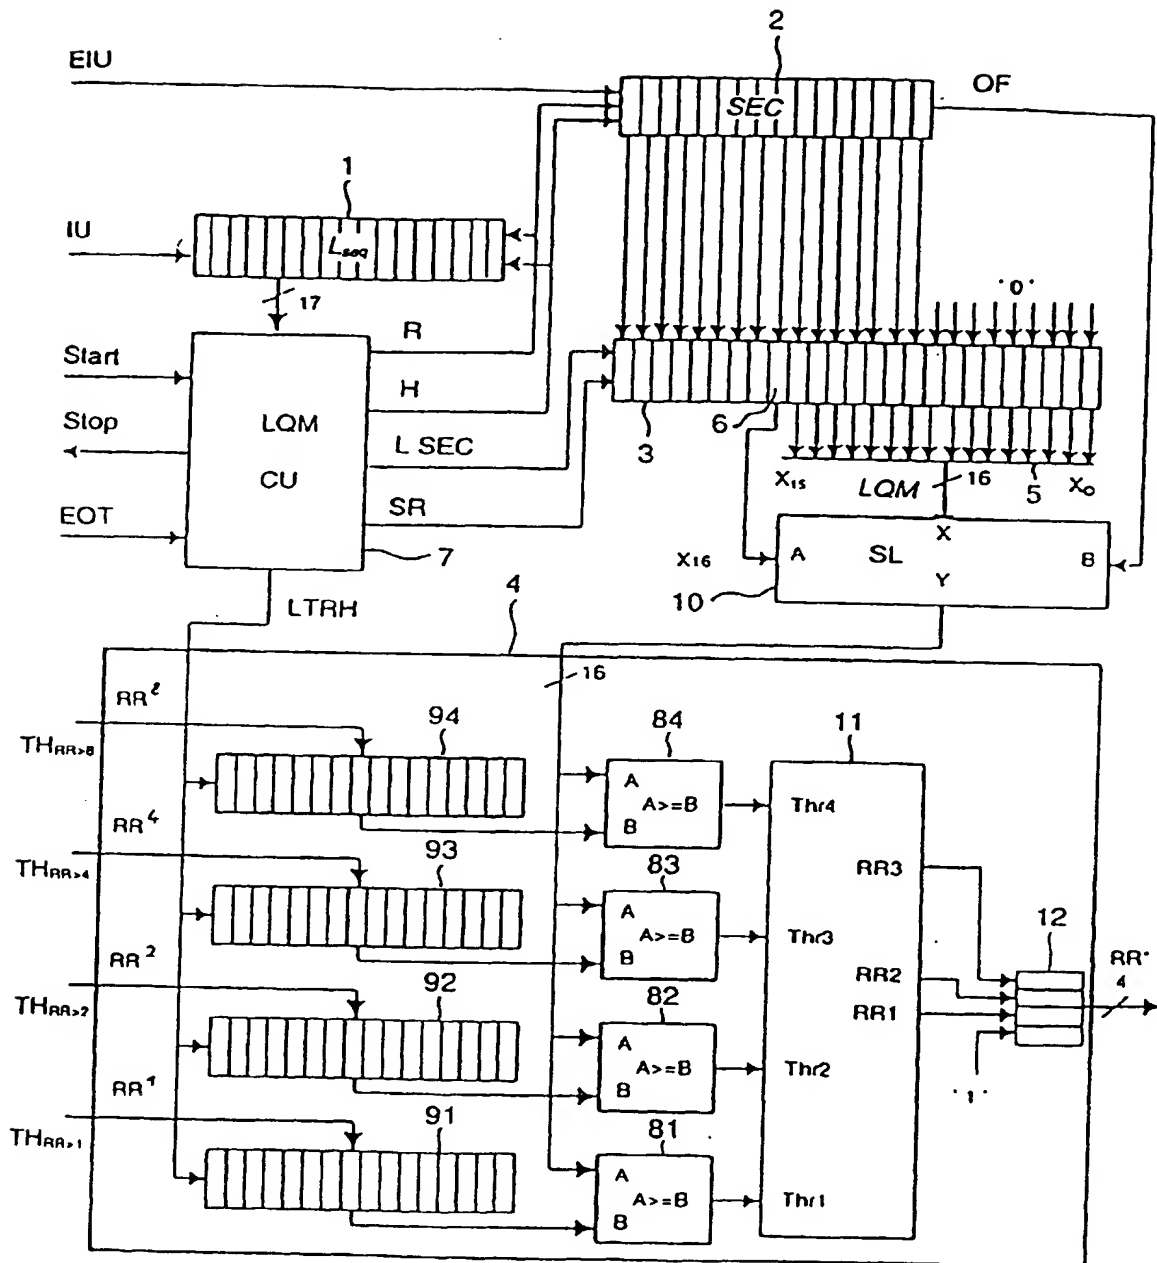 2
EIU
SEC
OF
1
IU
Lseq
17
"0"
R
Start
H
LQM
CU
6
3
Stop
L SEC
X15
LQM
16
5
X0
SR
EOT
X
7
X16
A
SL
B
Y
10
LTRH
4
16
RR
94
84
11
THRR>8
A
A>=B
B
Thr4
RR4
93
83
RR3
THRR>4
A
A>=B
B
Thr3
12
RR*
RR2
92
82
RR2
4
THRR>2
A
A>=B
B
RR1
Thr2
"1"
RR1
91
81
THRR>1
A
A>=B
B
Thr1